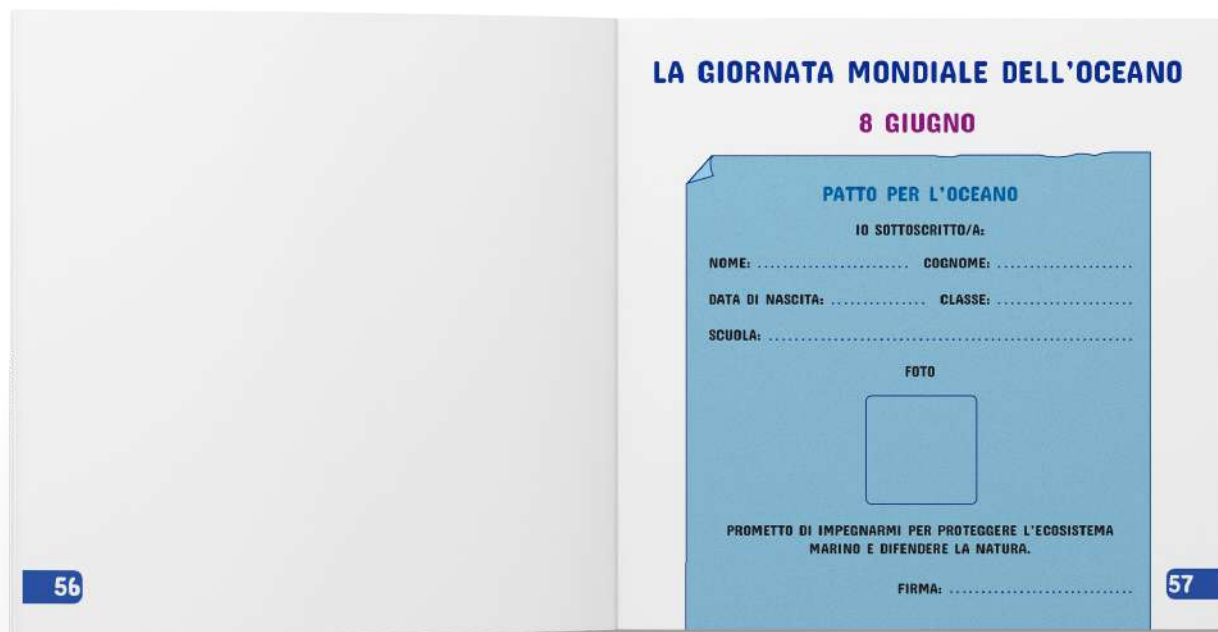 LA GIORNATA MONDIALE DELL'OCEANO
8 GIUGNO
PATTO PER L'OCEANO
IO SOTTOSCRITTO/A:
NOME: ........................ COGNOME: .....................
DATA DI NASCITA: ............... CLASSE: .....................
SCUOLA: ..........................................................
FOTO
PROMETTO DI IMPEGNARMI PER PROTEGGERE L'ECOSISTEMA
MARINO E DIFENDERE LA NATURA.
FIRMA: .............................
56
57